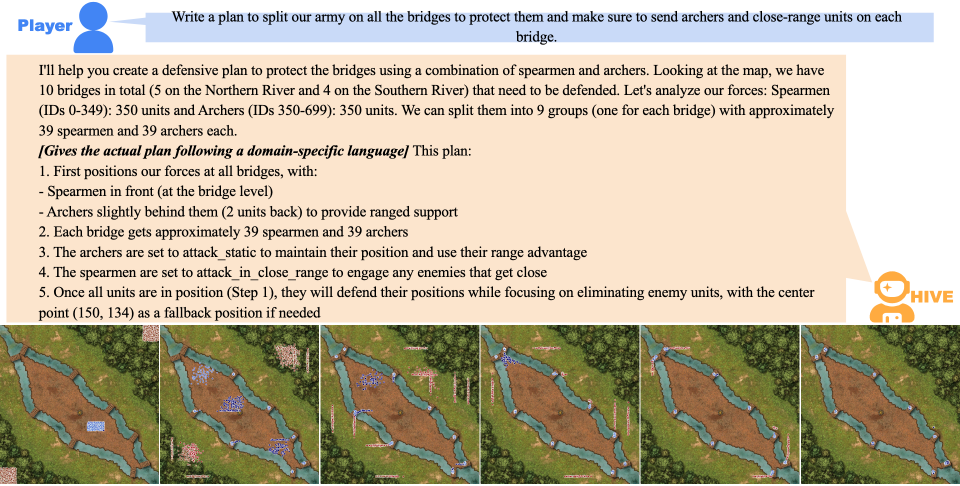 Player
Write a plan to split our army on all the bridges to protect them and make sure to send archers and close-range units on each
bridge.
I'll help you create a defensive plan to protect the bridges using a combination of spearmen and archers. Looking at the map, we have
10 bridges in total (5 on the Northern River and 4 on the Southern River) that need to be defended. Let's analyze our forces: Spearmen
(IDs 0-349): 350 units and Archers (IDs 350-699): 350 units. We can split them into 9 groups (one for each bridge) with approximately
39 spearmen and 39 archers each.
[Gives the actual plan following a domain-specific language] This plan:
1. First positions our forces at all bridges, with:
- Spearmen in front (at the bridge level)
- Archers slightly behind them (2 units back) to provide ranged support
2. Each bridge gets approximately 39 spearmen and 39 archers
3. The archers are set to attack_static to maintain their position and use their range advantage
4. The spearmen are set to attack_in_close_range to engage any enemies that get close
5. Once all units are in position (Step 1), they will defend their positions while focusing on eliminating enemy units, with the center
point (150, 134) as a fallback position if needed
HIVE